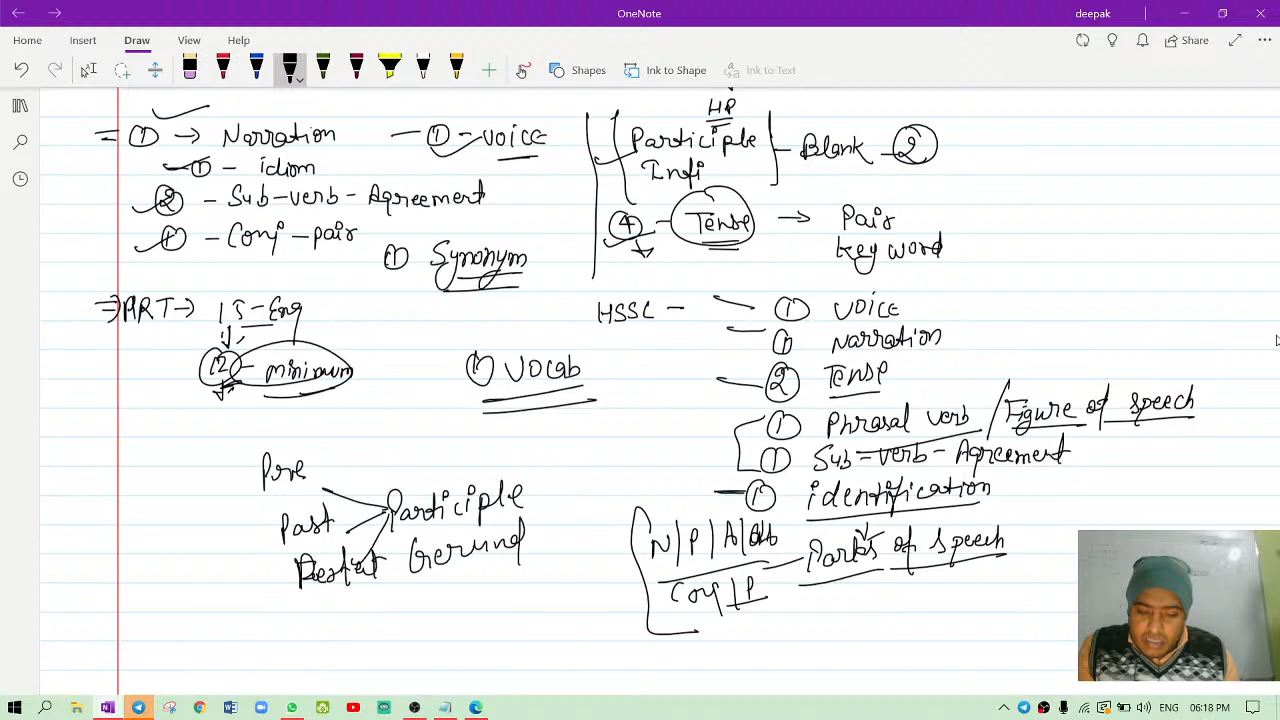 OneNote
deepak
Home Insert Draw View Help
Share
Shapes Ink to Shape Ink to Text
① → Narration
① - idiom
② - Sub-verb-Agreement
① - Conj - pair
① - voice
① Synonym
HP
Participle
Infi
Blank ②
④ - Tense → Pair
key word
PRT → 15 - Eng
12 - minimum
① Vocab
HSSC - ① voice
① Narration
② Tense
① Phrasal verb / Figure of speech
① Sub-verb-Agreement
① identification
Parts of speech
N|P|A|
Conj|P
Pre
Past
Perfect
Participle
Gerund
ENG 06:18 PM